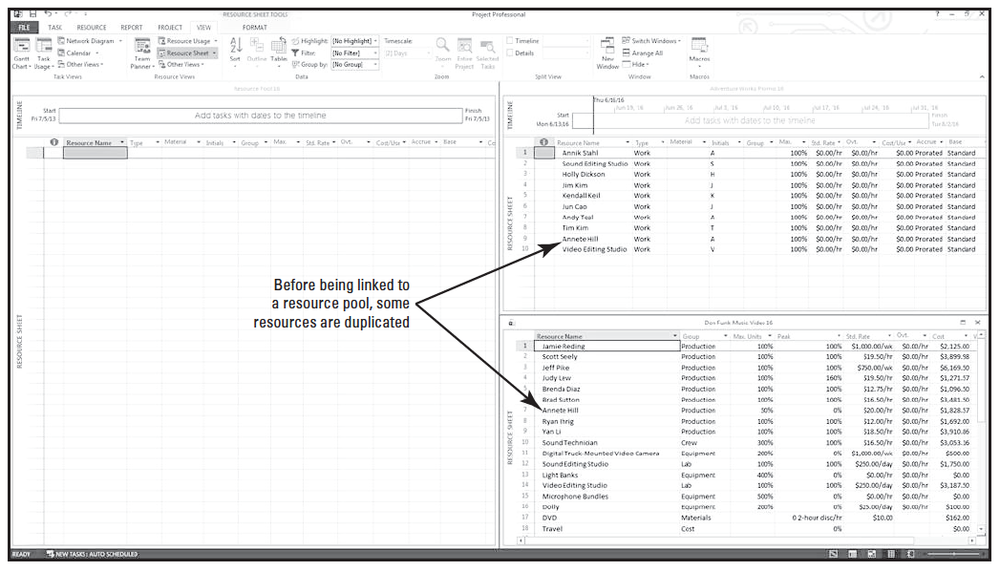 RESOURCE SHEET TOOLS
Project Professional
FILE TASK RESOURCE REPORT PROJECT VIEW FORMAT
Network Diagram
Calendar
Other Views
Gantt Chart
Task Usage
Task Views
Team Planner
Resource Usage
Resource Sheet
Other Views
Resource Views
Sort Outline Tables
Highlight: [No Highlight]
Filter: [No Filter]
Group by: [No Group]
Data
Timescale:
[2] Days
Zoom Entire Project Selected Tasks
Zoom
Timeline
Details
Split View
New Window
Switch Windows
Arrange All
Hide
Window
Macros
Macros
Resource Pool 16
TIMELINE
Start
Fri 7/5/13
Add tasks with dates to the timeline
Finish
Fri 7/5/13
Resource Name Type Material Initials Group Max. Std. Rate Ovt. Cost/Use Accrue Base Co
RESOURCE SHEET
Before being linked to
a resource pool, some
resources are duplicated
Adventure Works Promo 16
TIMELINE
Thu 6/16/16
Jun 19, 16 Jun 26, 16 Jul 3, 16 Jul 10, 16 Jul 17, 16 Jul 24, 16 Jul 31, 16
Start
Mon 6/13/16
Add tasks with dates to the timeline
Finish
Tue 8/2/16
Resource Name Type Material Initials Group Max. Std. Rate Ovt. Cost/Use Accrue Base
1 Annik Stahl Work A 100% $0.00/hr $0.00/hr $0.00 Prorated Standard
2 Sound Editing Studio Work S 100% $0.00/hr $0.00/hr $0.00 Prorated Standard
3 Holly Dickson Work H 100% $0.00/hr $0.00/hr $0.00 Prorated Standard
4 Jim Kim Work J 100% $0.00/hr $0.00/hr $0.00 Prorated Standard
5 Kendall Keil Work K 100% $0.00/hr $0.00/hr $0.00 Prorated Standard
6 Jun Cao Work J 100% $0.00/hr $0.00/hr $0.00 Prorated Standard
7 Andy Teal Work A 100% $0.00/hr $0.00/hr $0.00 Prorated Standard
8 Tim Kim Work T 100% $0.00/hr $0.00/hr $0.00 Prorated Standard
9 Annete Hill Work A 100% $0.00/hr $0.00/hr $0.00 Prorated Standard
10 Video Editing Studio Work V 100% $0.00/hr $0.00/hr $0.00 Prorated Standard
RESOURCE SHEET
Don Funk Music Video 16
Resource Name Group Max. Units Peak Std. Rate Ovt. Cost
1 Jamie Reding Production 100% 100% $1,000.00/wk $0.00/hr $2,125.00
2 Scott Seely Production 100% 100% $19.50/hr $0.00/hr $3,899.98
3 Jeff Pike Production 100% 100% $750.00/wk $0.00/hr $6,169.50
4 Judy Lew Production 100% 160% $19.50/hr $0.00/hr $1,271.57
5 Brenda Diaz Production 100% 100% $12.75/hr $0.00/hr $1,096.50
Brad Sutton Production 100% 100% $16.50/hr $0.00/hr $3,481.50
7 Annete Hill Production 50% 0% $20.00/hr $0.00/hr $1,828.57
8 Ryan Ihrig Production 100% 100% $12.00/hr $0.00/hr $1,692.00
9 Yan Li Production 100% 100% $18.50/hr $0.00/hr $3,910.86
10 Sound Technician Crew 300% 100% $16.50/hr $0.00/hr $3,053.16
11 Digital Truck-Mounted Video Camera Equipment 200% 0% $1,000.00/wk $0.00/hr $500.00
12 Sound Editing Studio Lab 100% 100% $250.00/day $0.00/hr $1,750.00
13 Light Banks Equipment 400% 0% $0.00/hr $0.00/hr $0.00
14 Video Editing Studio Lab 100% 100% $250.00/day $0.00/hr $3,187.50
15 Microphone Bundles Equipment 500% 0% $0.00/hr $0.00/hr $0.00
16 Dolly Equipment 200% 0% $25.00/day $0.00/hr $100.00
17 DVD Materials 0 2-hour disc/hr $10.00 $162.00
18 Travel Cost 0% $0.00
RESOURCE SHEET
READY NEW TASKS : AUTO SCHEDULED